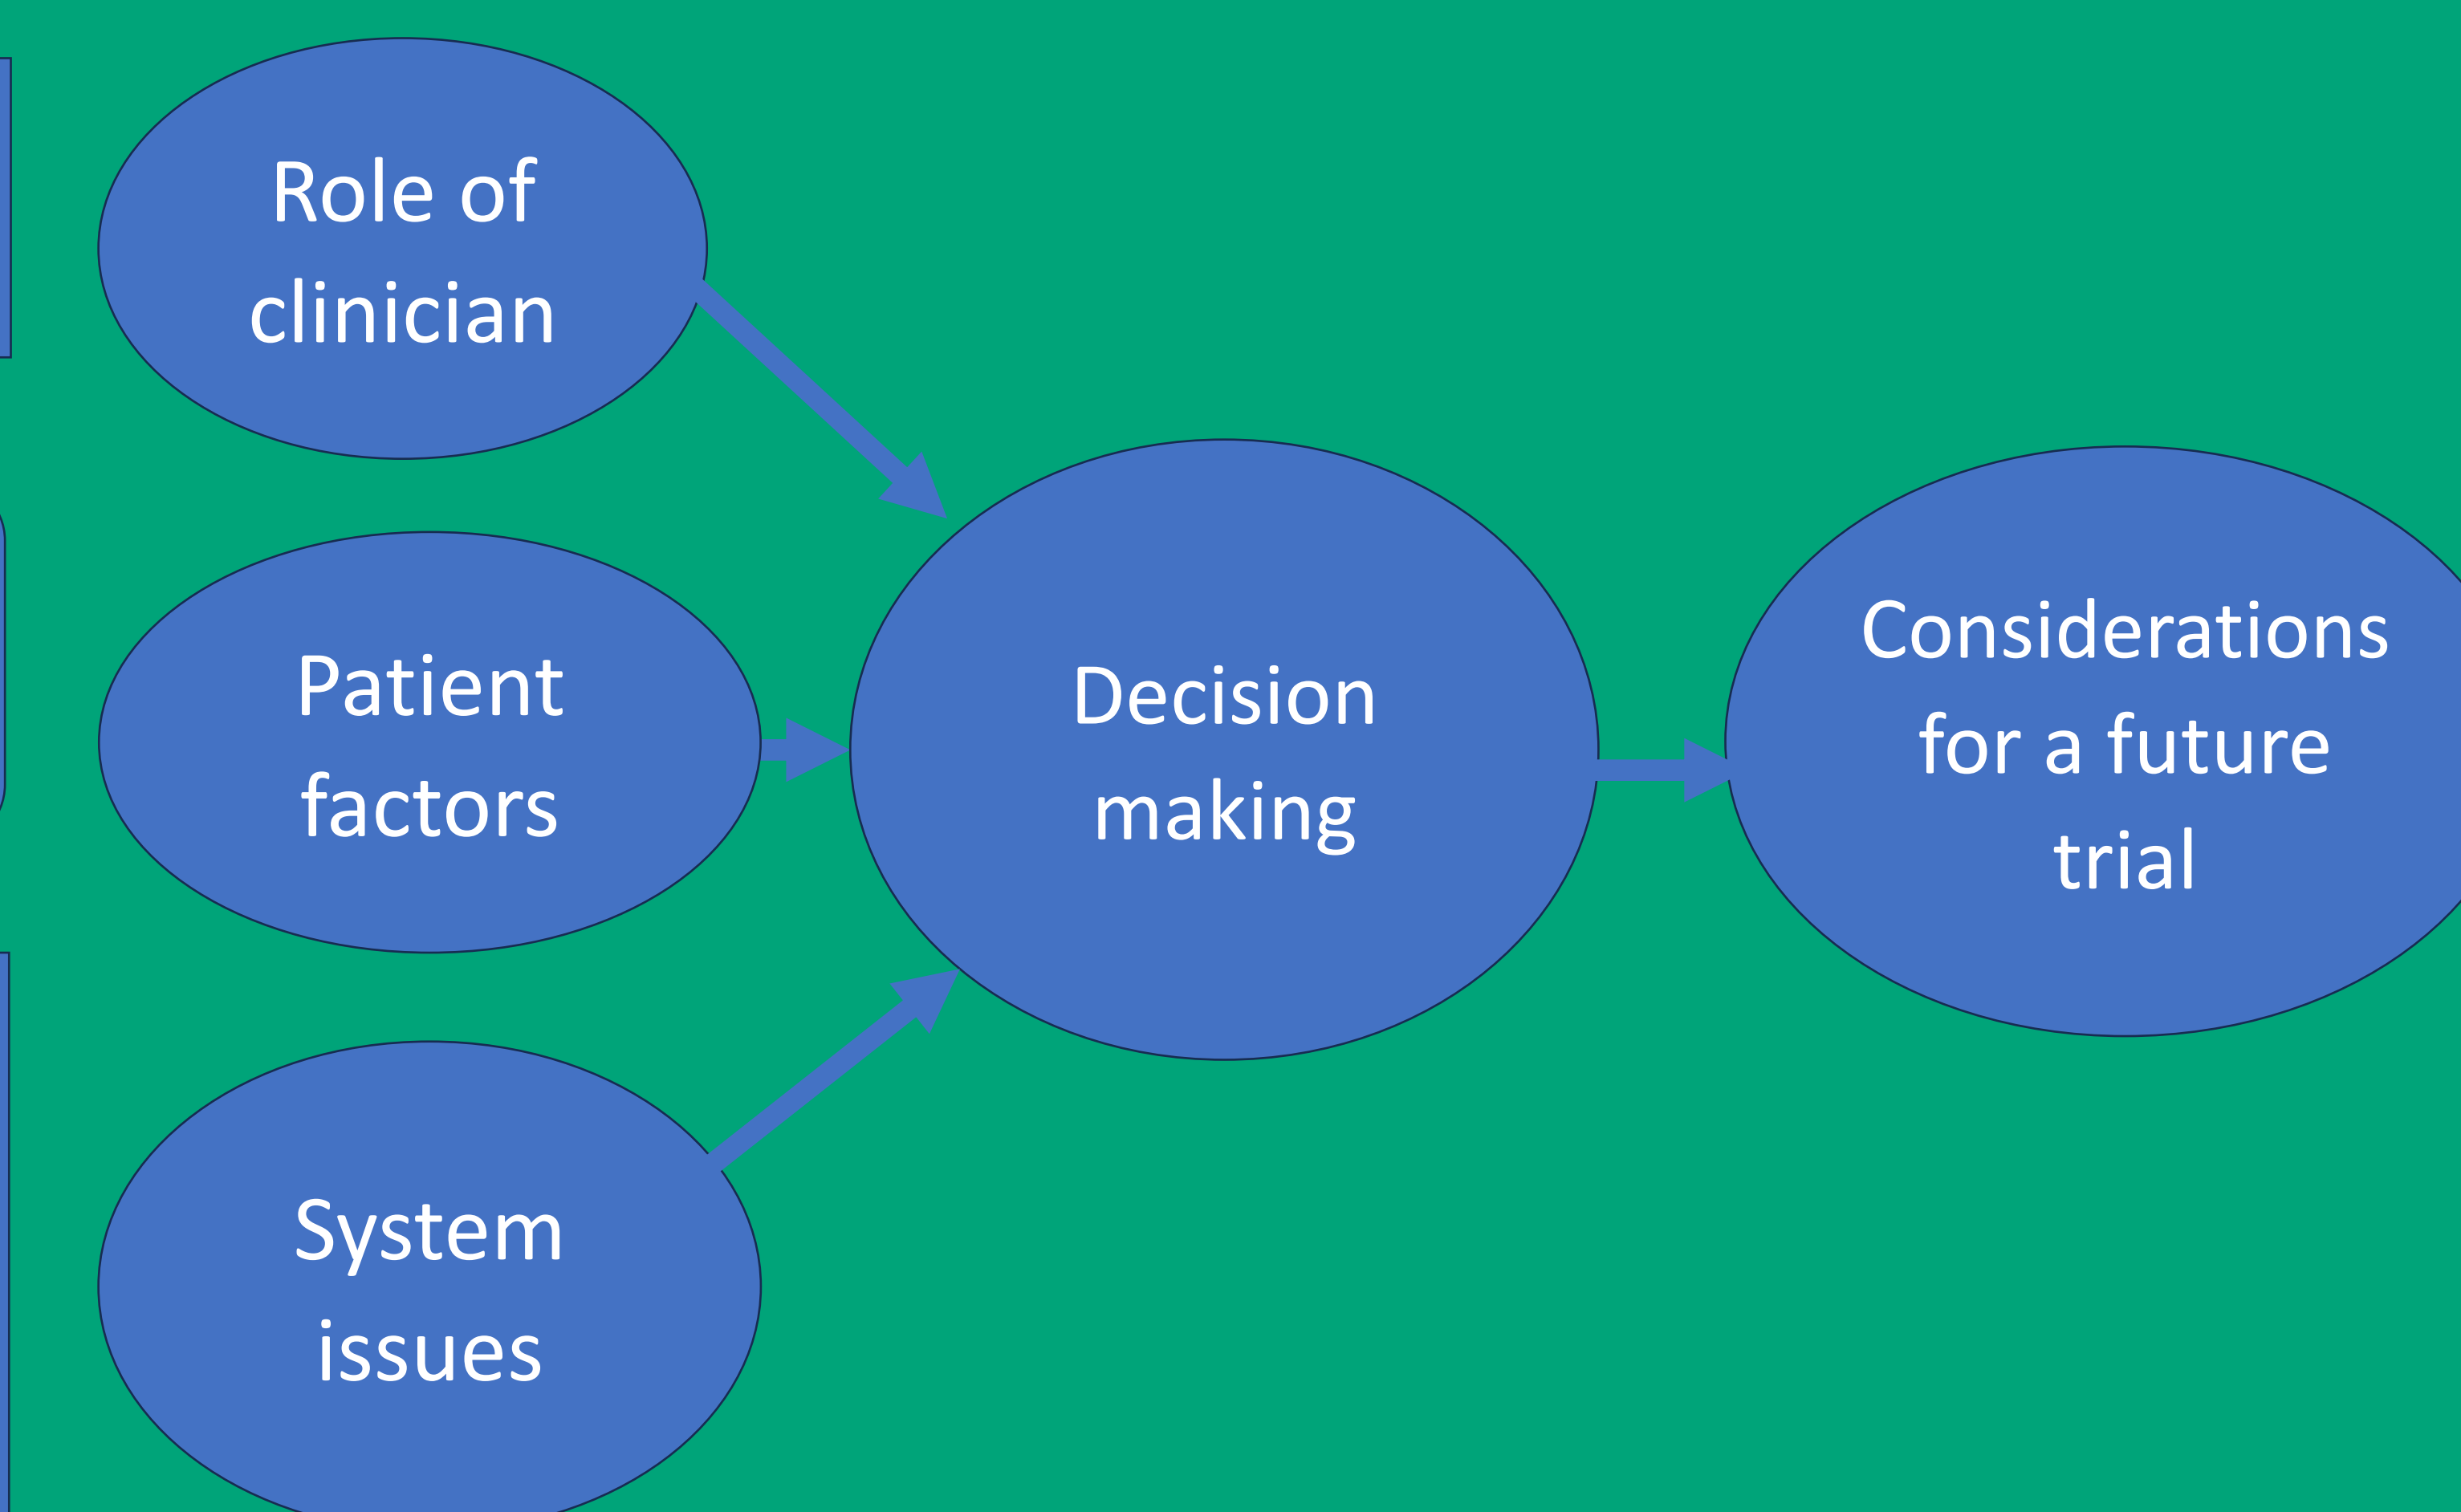 Role of
clinician
Patient
factors
System
issues
Decision
making
Considerations
for a future
trial